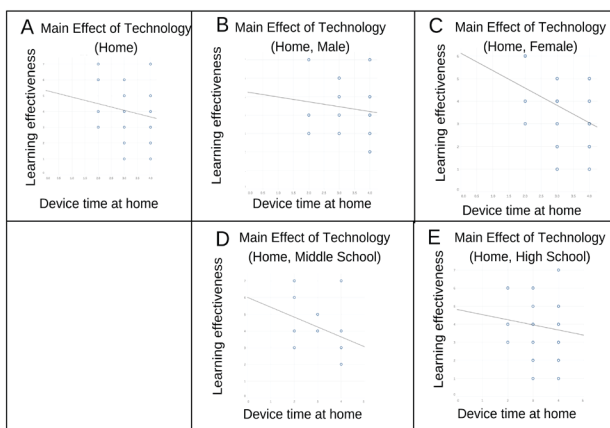 A
Main Effect of Technology
(Home)
Learning effectiveness
Device time at home
B
Main Effect of Technology
(Home, Male)
Learning effectiveness
Device time at home
C
Main Effect of Technology
(Home, Female)
Learning effectiveness
Device time at home
D
Main Effect of Technology
(Home, Middle School)
Learning effectiveness
Device time at home
E
Main Effect of Technology
(Home, High School)
Learning effectiveness
Device time at home